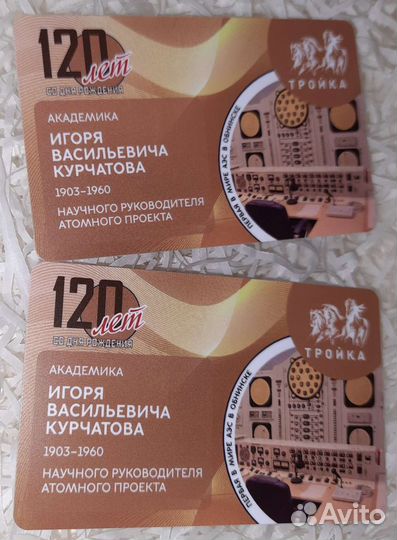 120 лет
СО ДНЯ РОЖДЕНИЯ
ТРОЙКА
АКАДЕМИКА
ИГОРЯ
ВАСИЛЬЕВИЧА
КУРЧАТОВА
1903–1960
НАУЧНОГО РУКОВОДИТЕЛЯ
АТОМНОГО ПРОЕКТА
ПЕРВАЯ В МИРЕ АЭС В ОБНИНСКЕ
120 лет
СО ДНЯ РОЖДЕНИЯ
ТРОЙКА
АКАДЕМИКА
ИГОРЯ
ВАСИЛЬЕВИЧА
КУРЧАТОВА
1903–1960
НАУЧНОГО РУКОВОДИТЕЛЯ
АТОМНОГО ПРОЕКТА
ПЕРВАЯ В МИРЕ АЭС В ОБНИНСКЕ
Avito